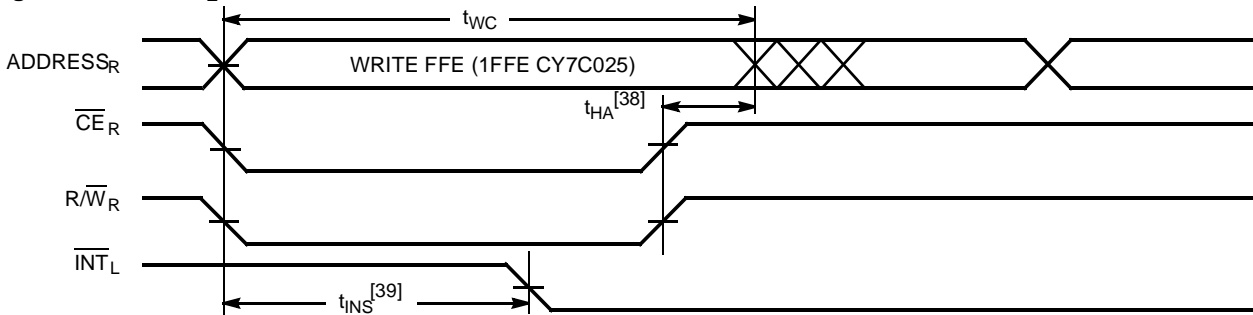 tWC
ADDRESSR
WRITE FFE (1FFE CY7C025)
tHA[38]
CER
R/WR
INTL
tINS[39]